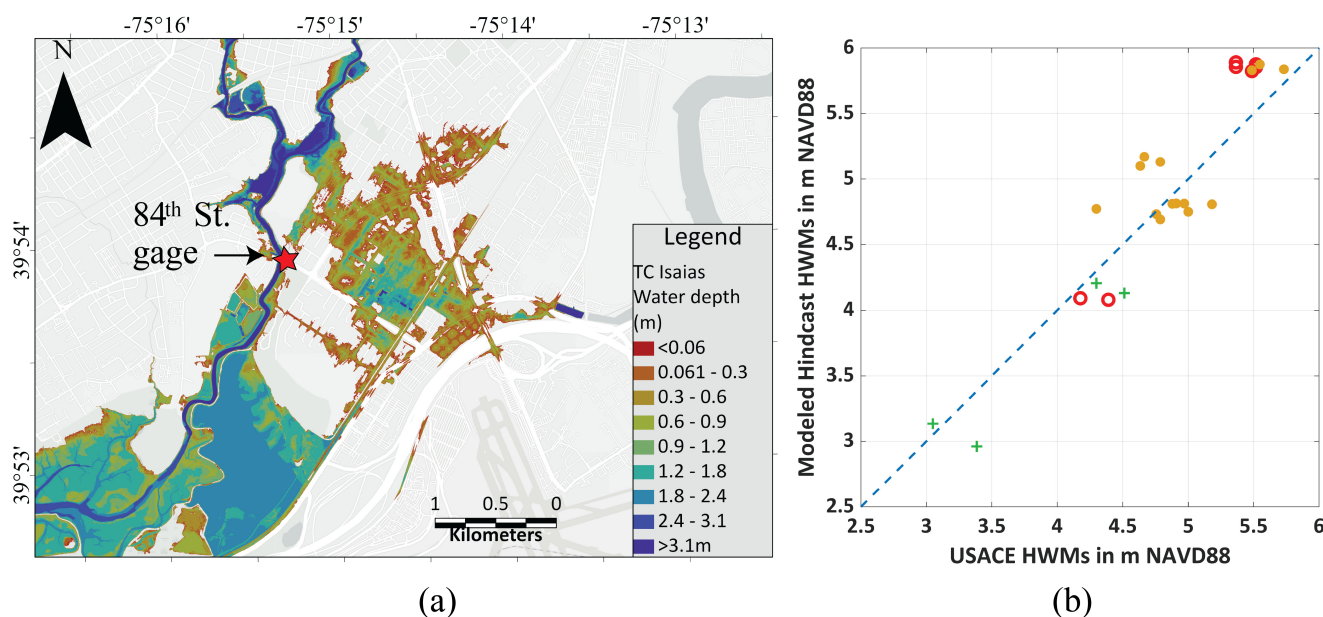 -75°16' -75°15' -75°14' -75°13'
N
39°54'
39°53'
84th St.
gage
Legend
TC Isaias
Water depth
(m)
<0.06
0.061 - 0.3
0.3 - 0.6
0.6 - 0.9
0.9 - 1.2
1.2 - 1.8
1.8 - 2.4
2.4 - 3.1
>3.1m
1 0.5 0
Kilometers
(a)
Modeled Hindcast HWMs in m NAVD88
6
5.5
5
4.5
4
3.5
3
2.5
2.5 3 3.5 4 4.5 5 5.5 6
USACE HWMs in m NAVD88
(b)